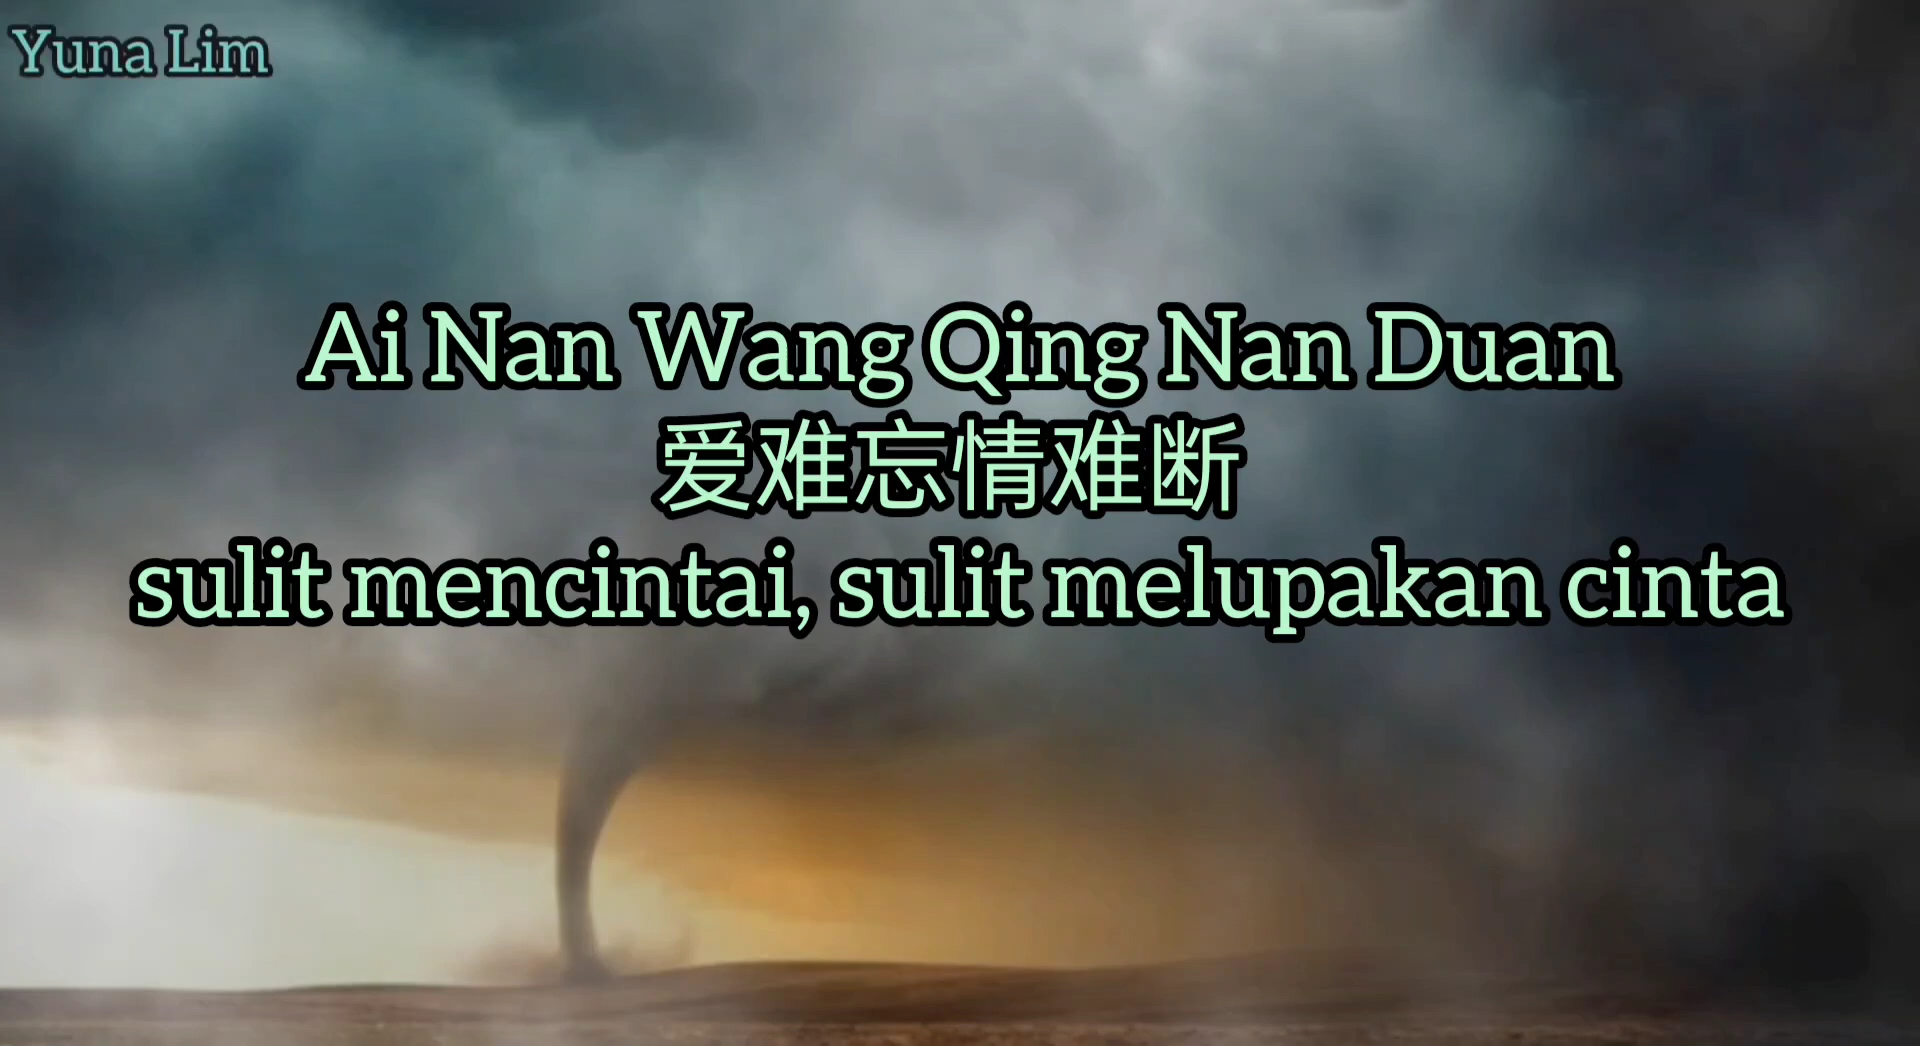 Yuna Lim
Ai Nan Wang Qing Nan Duan
爱难忘情难断
sulit mencintai, sulit melupakan cinta